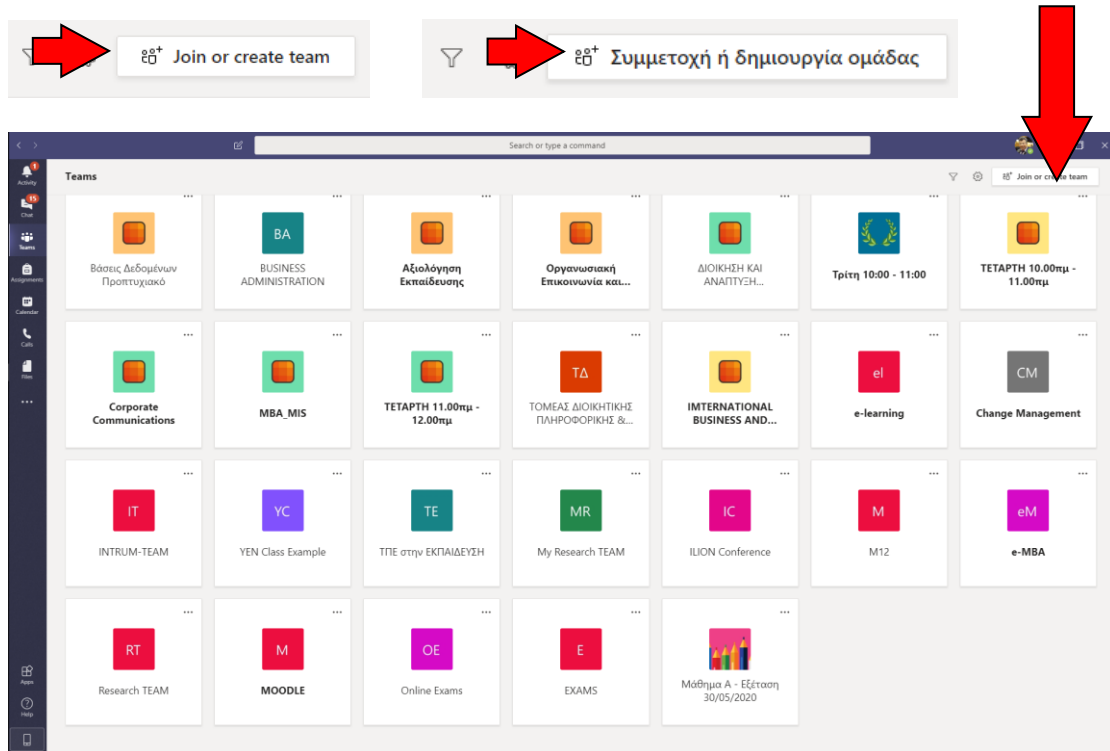 Join or create team
Συμμετοχή ή δημιουργία ομάδας
Search or type a command
1
Activity
15
Chat
Teams
Assignments
Calendar
Calls
Files
Apps
Help
Teams
Join or create team
Βάσεις Δεδομένων
Προπτυχιακό
BA
BUSINESS
ADMINISTRATION
Αξιολόγηση
Εκπαίδευσης
Οργανωσιακή
Επικοινωνία και...
ΔΙΟΙΚΗΣΗ ΚΑΙ
ΑΝΑΠΤΥΞΗ...
Τρίτη 10:00 - 11:00
ΤΕΤΑΡΤΗ 10.00πμ -
11.00πμ
Corporate
Communications
MBA_MIS
ΤΕΤΑΡΤΗ 11.00πμ -
12.00πμ
ΤΔ
ΤΟΜΕΑΣ ΔΙΟΙΚΗΤΙΚΗΣ
ΠΛΗΡΟΦΟΡΙΚΗΣ &...
IMTERNATIONAL
BUSINESS AND...
el
e-learning
CM
Change Management
IT
INTRUM-TEAM
YC
YEN Class Example
ΤΕ
ΤΠΕ στην ΕΚΠΑΙΔΕΥΣΗ
MR
My Research TEAM
IC
ILION Conference
M
M12
eM
e-MBA
RT
Research TEAM
M
MOODLE
OE
Online Exams
E
EXAMS
Μάθημα Α - Εξέταση
30/05/2020